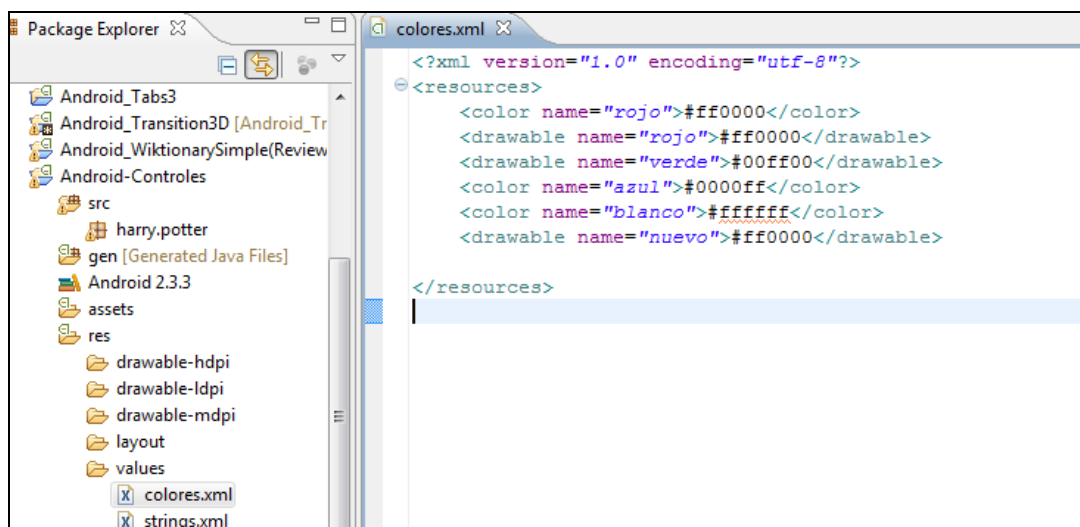 Package Explorer
Android_Tabs3
Android_Transition3D [Android_Tr
Android_WiktionarySimple(Review
Android-Controles
src
harry.potter
gen [Generated Java Files]
Android 2.3.3
assets
res
drawable-hdpi
drawable-ldpi
drawable-mdpi
layout
values
colores.xml
strings.xml
colores.xml
<?xml version="1.0" encoding="utf-8"?>
<resources>
<color name="rojo">#ff0000</color>
<drawable name="rojo">#ff0000</drawable>
<drawable name="verde">#00ff00</drawable>
<color name="azul">#0000ff</color>
<color name="blanco">#ffffff</color>
<drawable name="nuevo">#ff0000</drawable>
</resources>